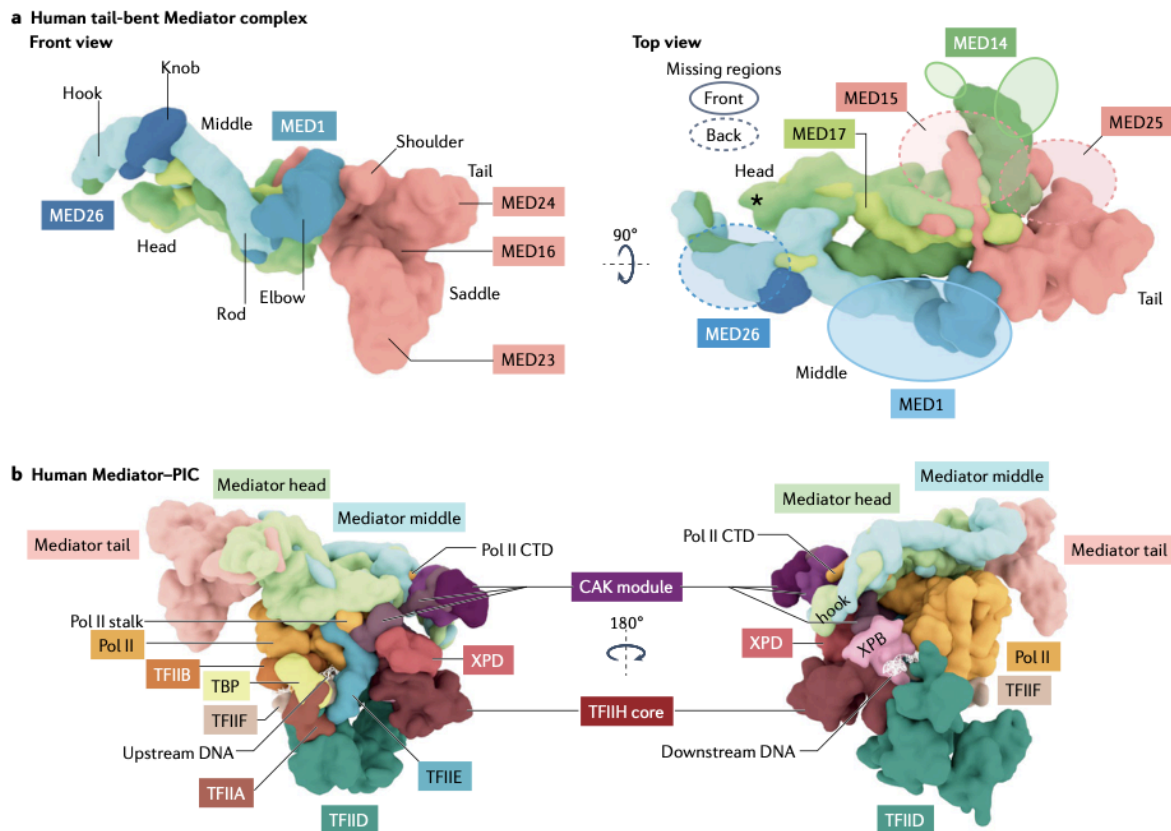 a Human tail-bent Mediator complex
Front view
Knob
Hook
Middle
MED1
Shoulder
Tail
MED24
MED26
Head
MED16
Elbow
Saddle
Rod
MED23
90°
Top view
MED14
Missing regions
Front
Back
MED15
MED25
MED17
Head
*
MED26
Tail
Middle
MED1
b Human Mediator–PIC
Mediator head
Mediator middle
Mediator tail
Pol II CTD
Pol II stalk
Pol II
XPD
TFIIB
TBP
TFIIF
Upstream DNA
TFIIA
TFIIE
TFIID
CAK module
180°
TFIIH core
Mediator middle
Mediator head
Pol II CTD
Mediator tail
hook
XPD
XPB
Pol II
TFIIF
Downstream DNA
TFIID